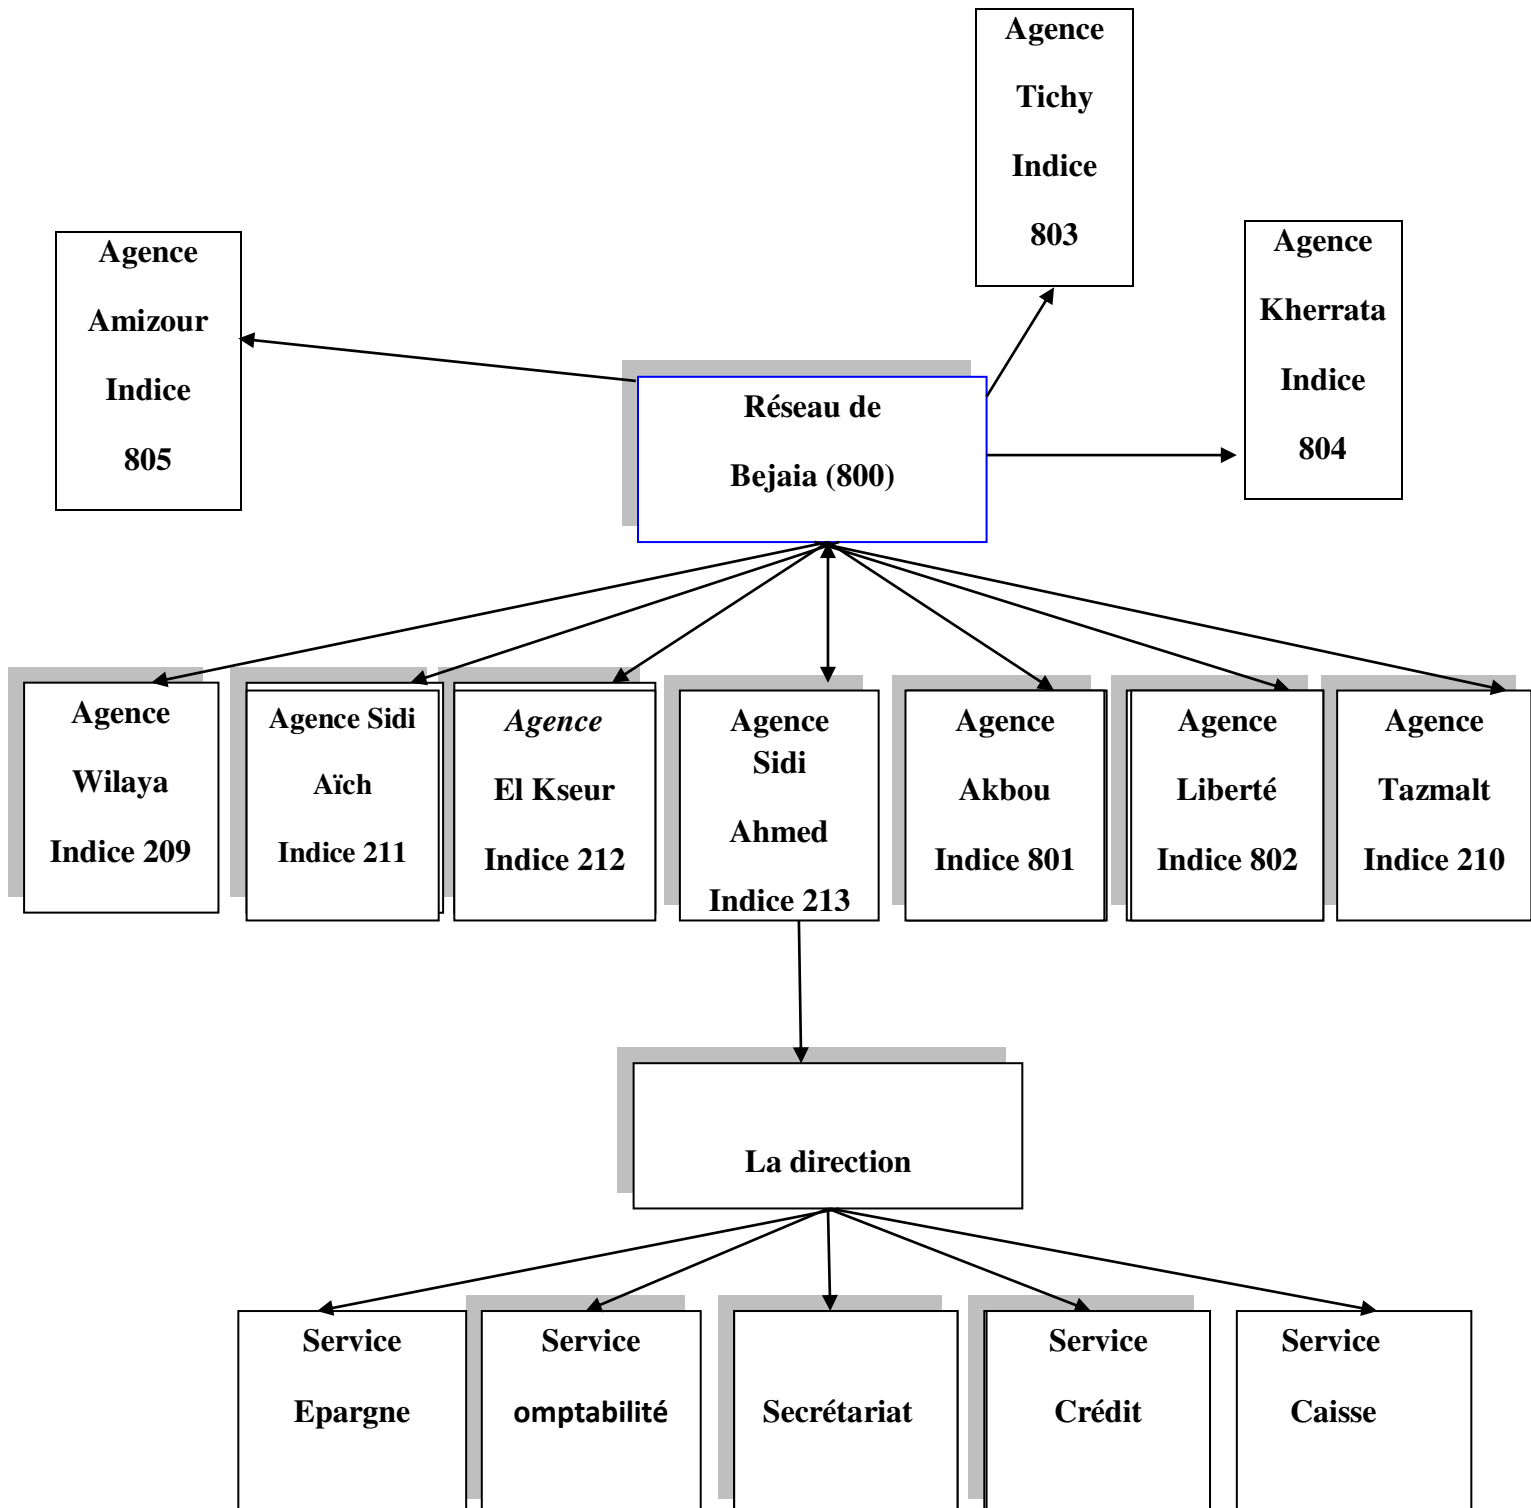 Agence
Tichy
Indice
803
Agence
Kherrata
Indice
804
Agence
Amizour
Indice
805
Réseau de
Bejaia (800)
Agence
Wilaya
Indice 209
Agence Sidi
Aïch
Indice 211
Agence
El Kseur
Indice 212
Agence
Sidi
Ahmed
Indice 213
Agence
Akbou
Indice 801
Agence
Liberté
Indice 802
Agence
Tazmalt
Indice 210
La direction
Service
Epargne
Service
omptabilité
Secrétariat
Service
Crédit
Service
Caisse